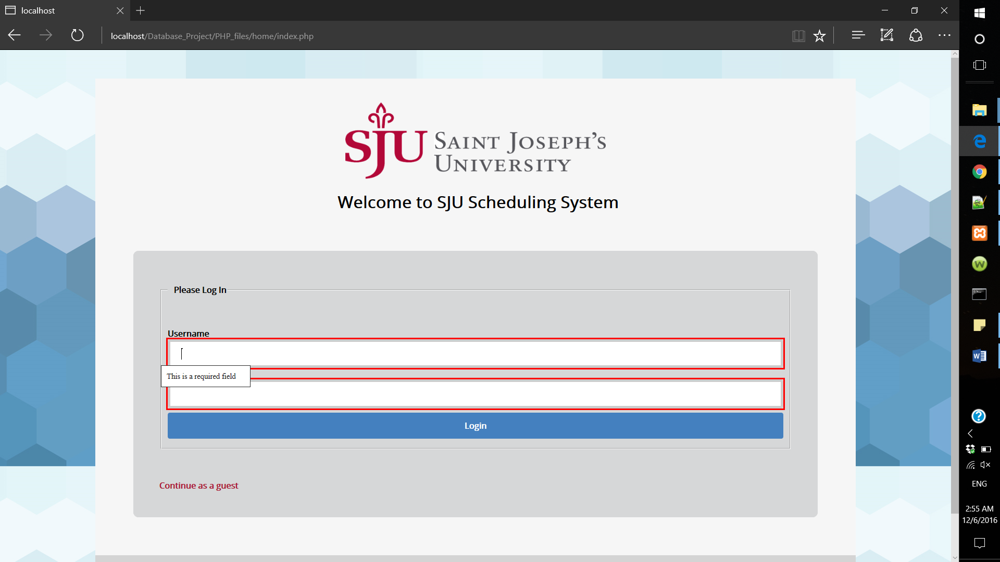 localhost
localhost/Database_Project/PHP_files/home/index.php
SJU SAINT JOSEPH'S
UNIVERSITY
Welcome to SJU Scheduling System
Please Log In
Username
This is a required field
Login
Continue as a guest
ENG
2:55 AM
12/6/2016